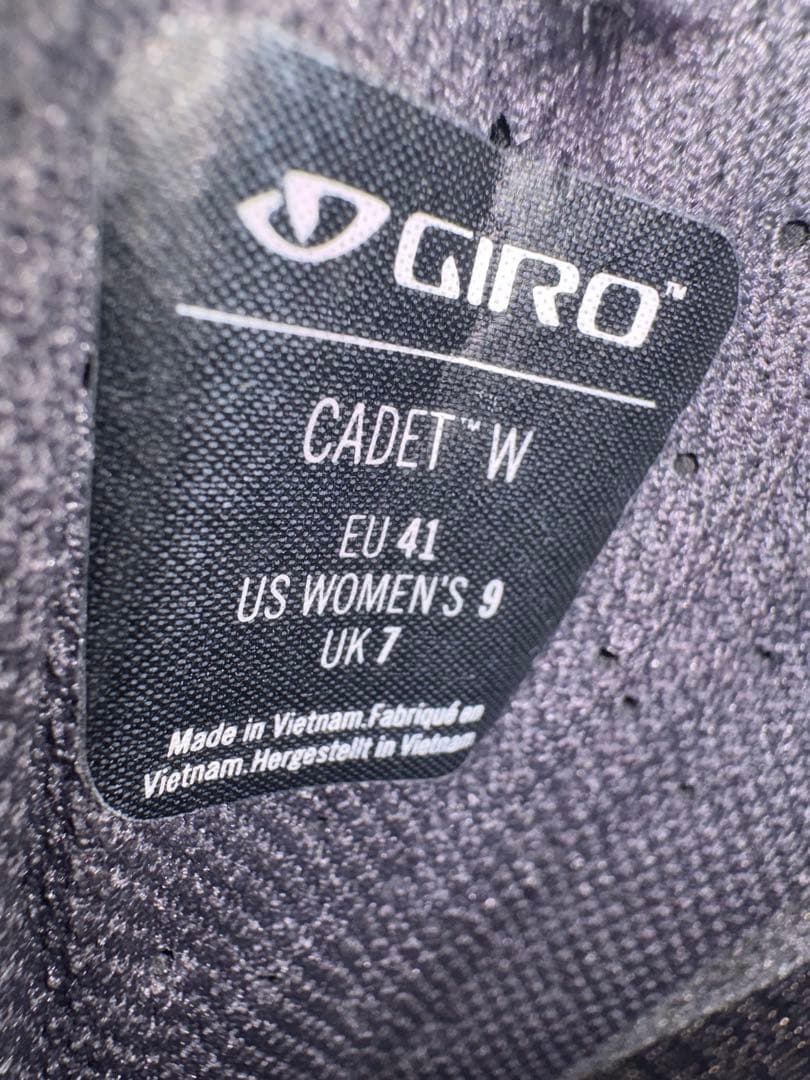 GIRO™
CADET™ W
EU 41
US WOMEN'S 9
UK 7
Made in Vietnam.Fabriqué en
Vietnam.Hergestellt in Vietnam